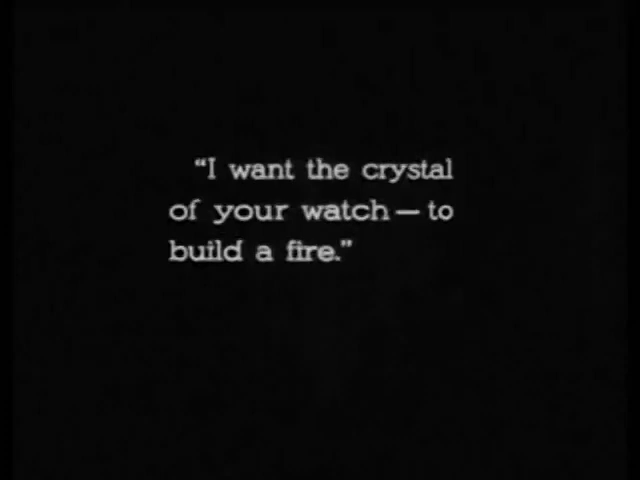 “I want the crystal
of your watch — to
build a fire.”